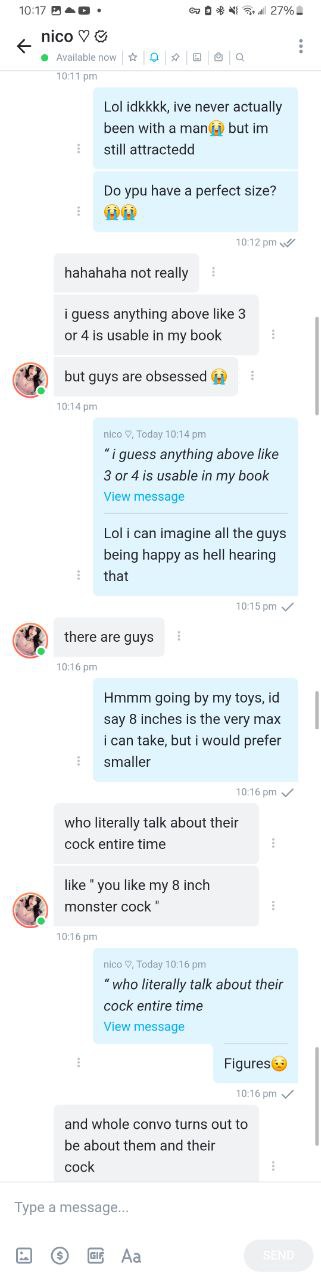 10:17
27%
nico ♡
Available now
10:11 pm
Lol idkkkk, ive never actually
been with a man😭 but im
still attractedd
Do ypu have a perfect size?
😭😭
10:12 pm
hahahaha not really
i guess anything above like 3
or 4 is usable in my book
but guys are obsessed 😭
10:14 pm
nico ♡, Today 10:14 pm
“ i guess anything above like
3 or 4 is usable in my book
View message
Lol i can imagine all the guys
being happy as hell hearing
that
10:15 pm
there are guys
10:16 pm
Hmmm going by my toys, id
say 8 inches is the very max
i can take, but i would prefer
smaller
10:16 pm
who literally talk about their
cock entire time
like " you like my 8 inch
monster cock "
10:16 pm
nico ♡, Today 10:16 pm
“ who literally talk about their
cock entire time
View message
Figures😣
10:16 pm
and whole convo turns out to
be about them and their
cock
Type a message...
GIF
Aa
SEND